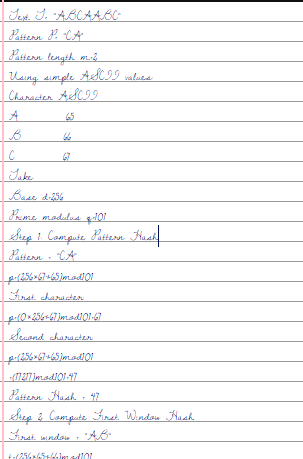 Text T: "ABCAABC"
Pattern P: "CA"
Pattern length m=2
Using simple ASCII values
Character ASCII
A 65
B 66
C 67
Take
Base d=256
Prime modulus q=101
Step 1 Compute Pattern Hash
Pattern = "CA"
p=(256×67+65)mod101
First character
p=(0×256+67)mod101=67
Second character
p=(256×67+65)mod101
=(17217)mod101=47
Pattern Hash = 47
Step 2 Compute First Window Hash
First window = "AB"
t=(256×65+66)mod101